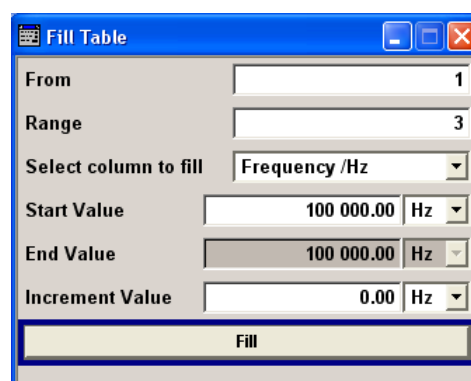 Fill Table
From 1
Range 3
Select column to fill Frequency /Hz
Start Value 100 000.00 Hz
End Value 100 000.00 Hz
Increment Value 0.00 Hz
Fill